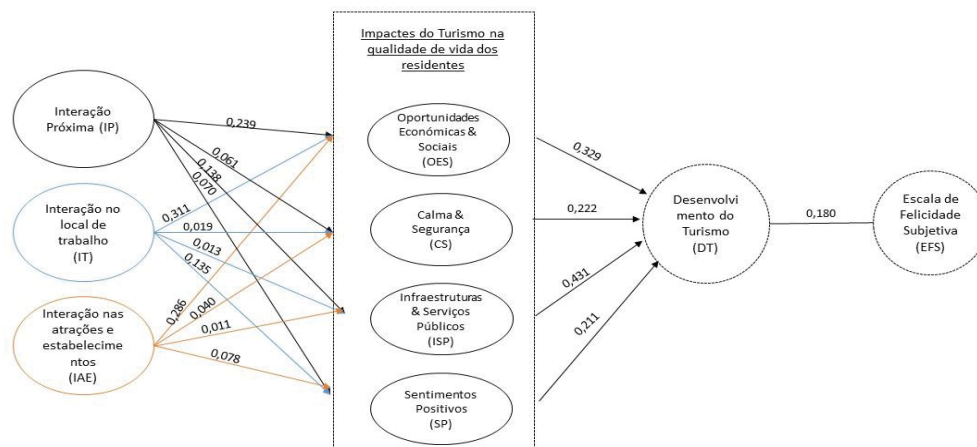 Impactes do Turismo na
qualidade de vida dos
residentes
Interação
Próxima (IP)
Interação no
local de
trabalho
(IT)
Interação nas
atrações e
estabelecime
ntos
(IAE)
0,239
0,061
0,138
0,070
0,311
0,019
0,013
0,135
0,286
0,040
0,011
0,078
Oportunidades
Económicas &
Sociais
(OES)
Calma &
Segurança
(CS)
Infraestruturas
& Serviços
Públicos
(ISP)
Sentimentos
Positivos
(SP)
0,329
0,222
0,431
0,211
Desenvolvi
mento do
Turismo
(DT)
0,180
Escala de
Felicidade
Subjetiva
(EFS)